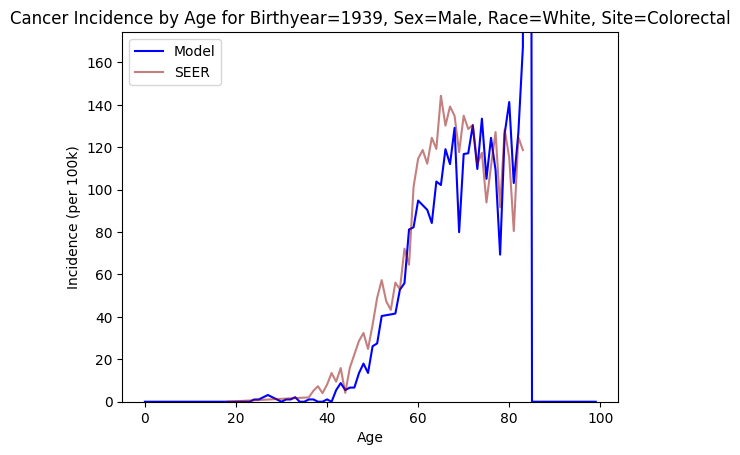 Cancer Incidence by Age for Birthyear=1939, Sex=Male, Race=White, Site=Colorectal
Model
SEER
Incidence (per 100k)
160
140
120
100
80
60
40
20
0
0 20 40 60 80 100
Age